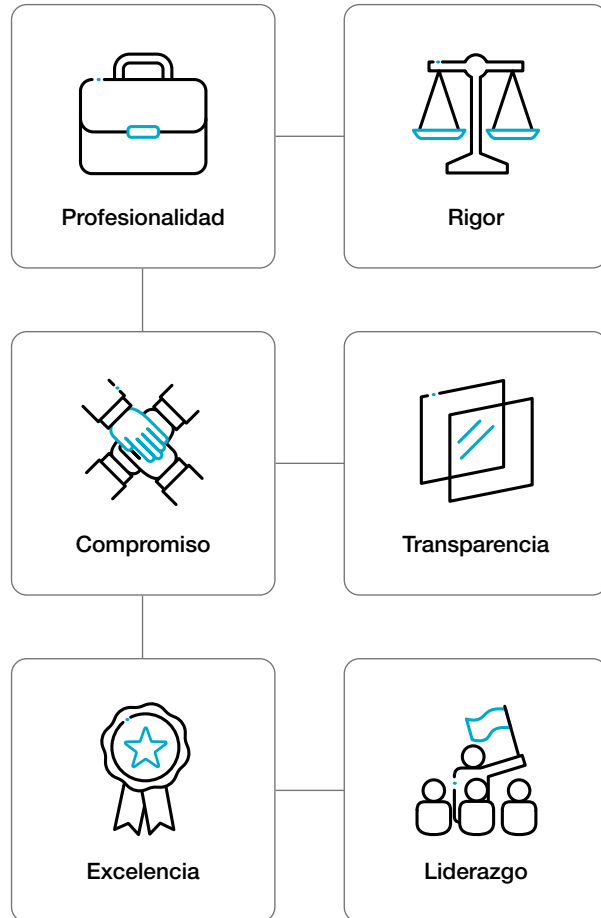 Profesionalidad
Rigor
Compromiso
Transparencia
Excelencia
Liderazgo